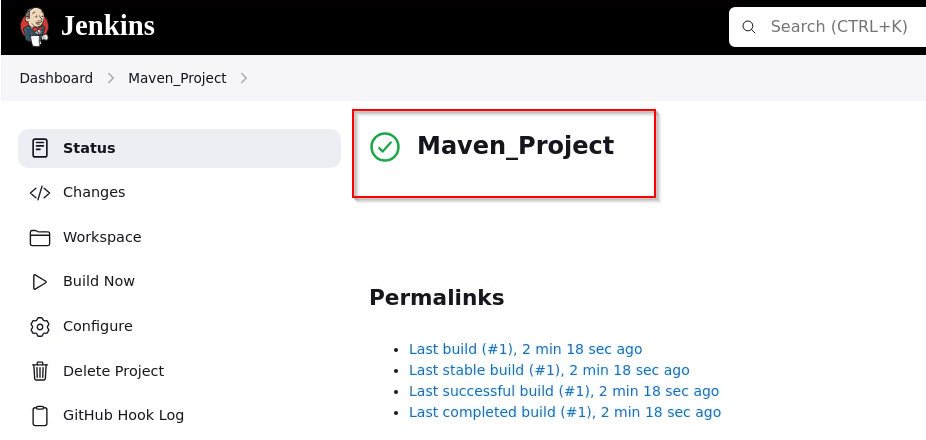 Jenkins
Search (CTRL+K)
Dashboard
Maven_Project
Status
Changes
Workspace
Build Now
Configure
Delete Project
GitHub Hook Log
Maven_Project
Permalinks
Last build (#1), 2 min 18 sec ago
Last stable build (#1), 2 min 18 sec ago
Last successful build (#1), 2 min 18 sec ago
Last completed build (#1), 2 min 18 sec ago